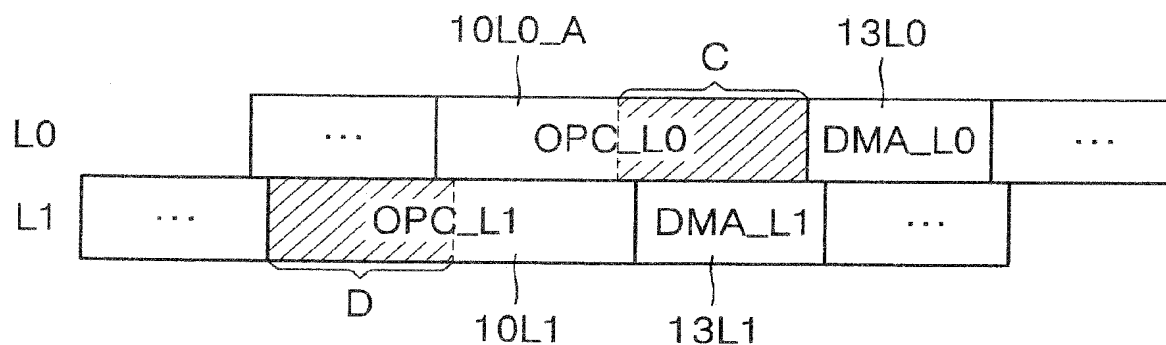 10L0_A C 13L0
L0 ... OPC_L0 DMA_L0 ...
L1 ... OPC_L1 DMA_L1 ...
D 10L1 13L1